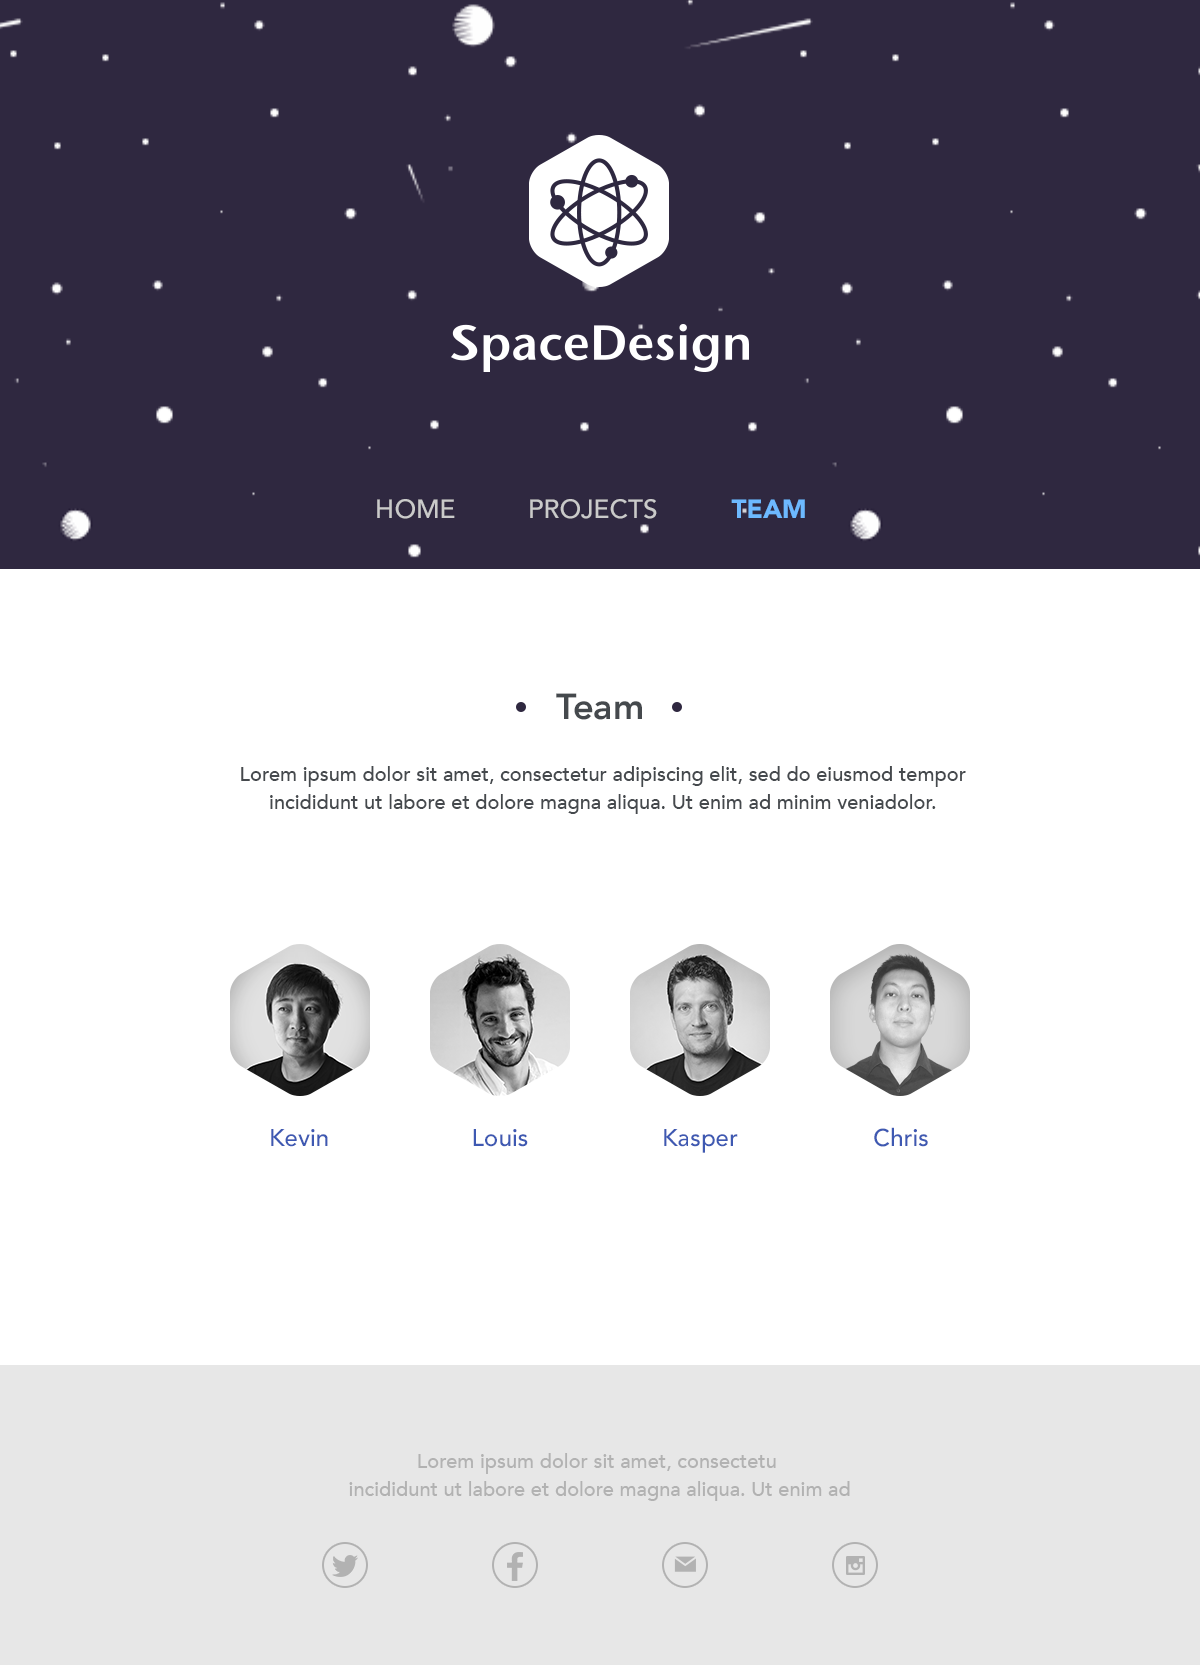 SpaceDesign
HOME PROJECTS TEAM
• Team •
Lorem ipsum dolor sit amet, consectetur adipiscing elit, sed do eiusmod tempor
incididunt ut labore et dolore magna aliqua. Ut enim ad minim veniadolor.
Kevin Louis Kasper Chris
Lorem ipsum dolor sit amet, consectetu
incididunt ut labore et dolore magna aliqua. Ut enim ad